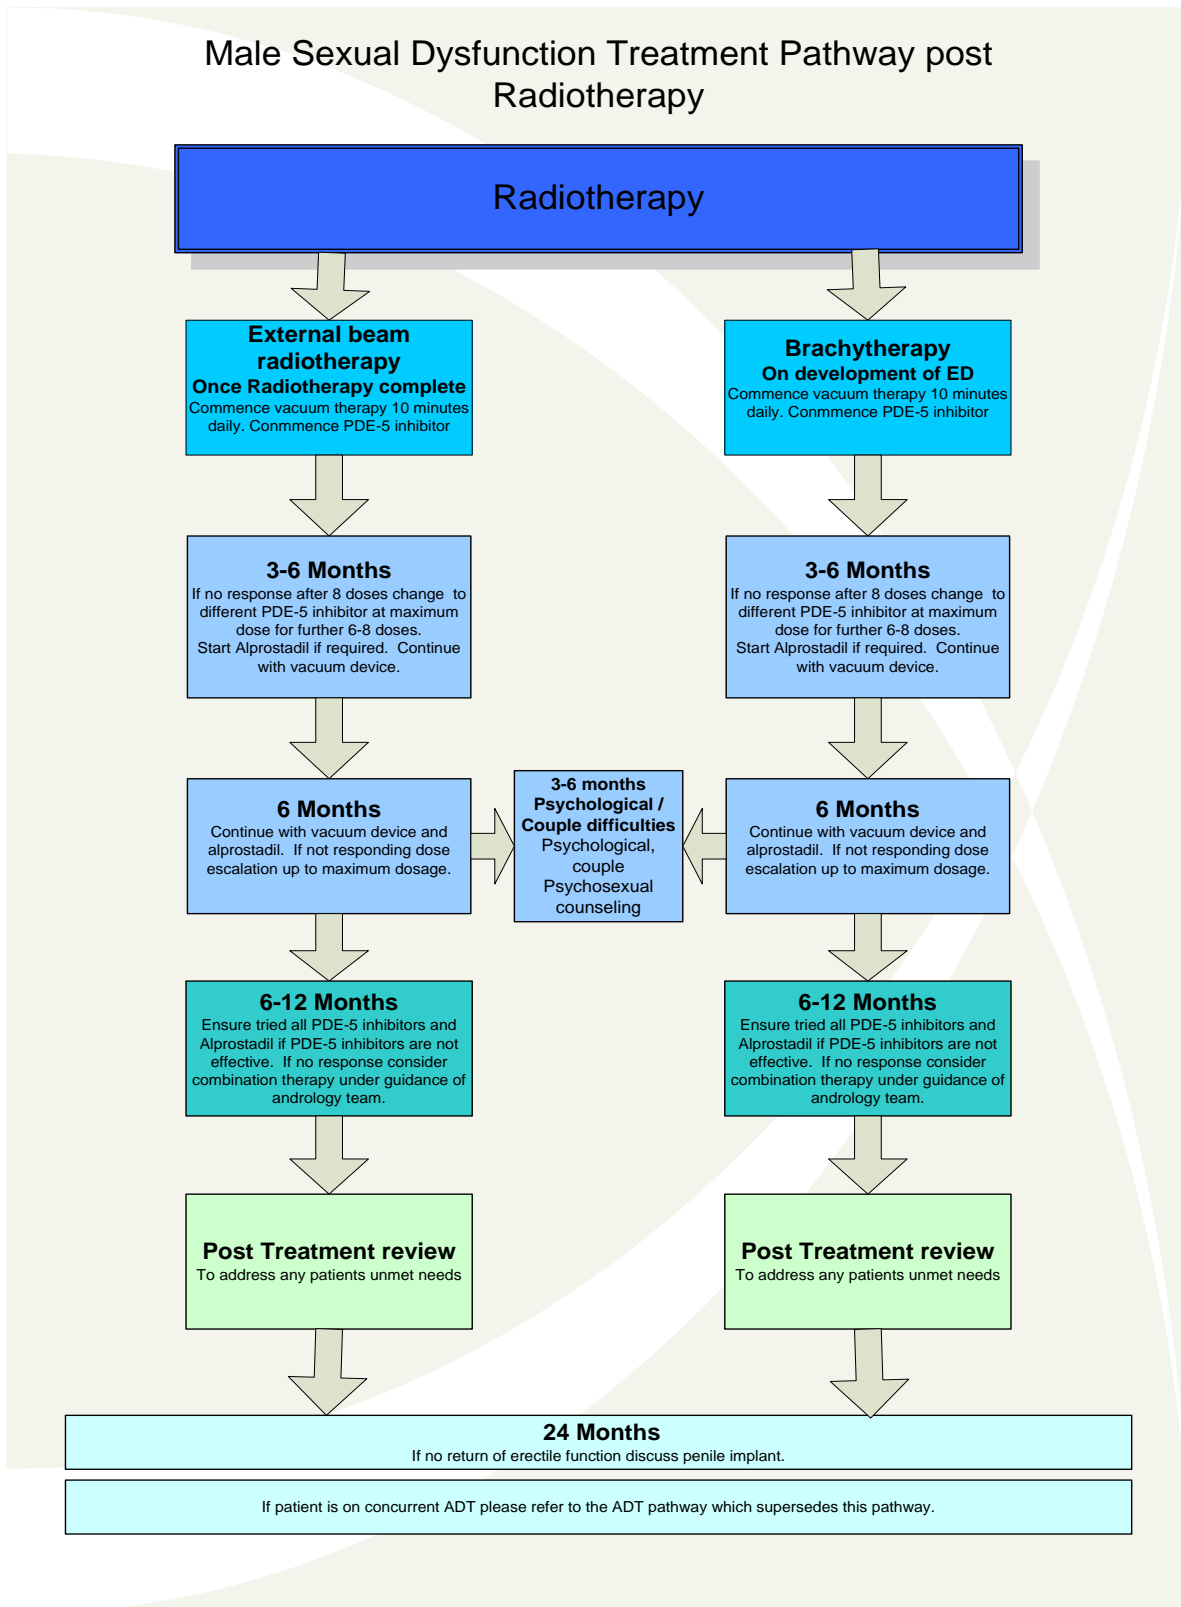 Male Sexual Dysfunction Treatment Pathway post
Radiotherapy
Radiotherapy
External beam
radiotherapy
Once Radiotherapy complete
Commence vacuum therapy 10 minutes
daily. Conmmence PDE-5 inhibitor
Brachytherapy
On development of ED
Commence vacuum therapy 10 minutes
daily. Conmmence PDE-5 inhibitor
3-6 Months
If no response after 8 doses change to
different PDE-5 inhibitor at maximum
dose for further 6-8 doses.
Start Alprostadil if required. Continue
with vacuum device.
3-6 Months
If no response after 8 doses change to
different PDE-5 inhibitor at maximum
dose for further 6-8 doses.
Start Alprostadil if required. Continue
with vacuum device.
6 Months
Continue with vacuum device and
alprostadil. If not responding dose
escalation up to maximum dosage.
3-6 months
Psychological /
Couple difficulties
Psychological,
couple
Psychosexual
counseling
6 Months
Continue with vacuum device and
alprostadil. If not responding dose
escalation up to maximum dosage.
6-12 Months
Ensure tried all PDE-5 inhibitors and
Alprostadil if PDE-5 inhibitors are not
effective. If no response consider
combination therapy under guidance of
andrology team.
6-12 Months
Ensure tried all PDE-5 inhibitors and
Alprostadil if PDE-5 inhibitors are not
effective. If no response consider
combination therapy under guidance of
andrology team.
Post Treatment review
To address any patients unmet needs
Post Treatment review
To address any patients unmet needs
24 Months
If no return of erectile function discuss penile implant.
If patient is on concurrent ADT please refer to the ADT pathway which supersedes this pathway.